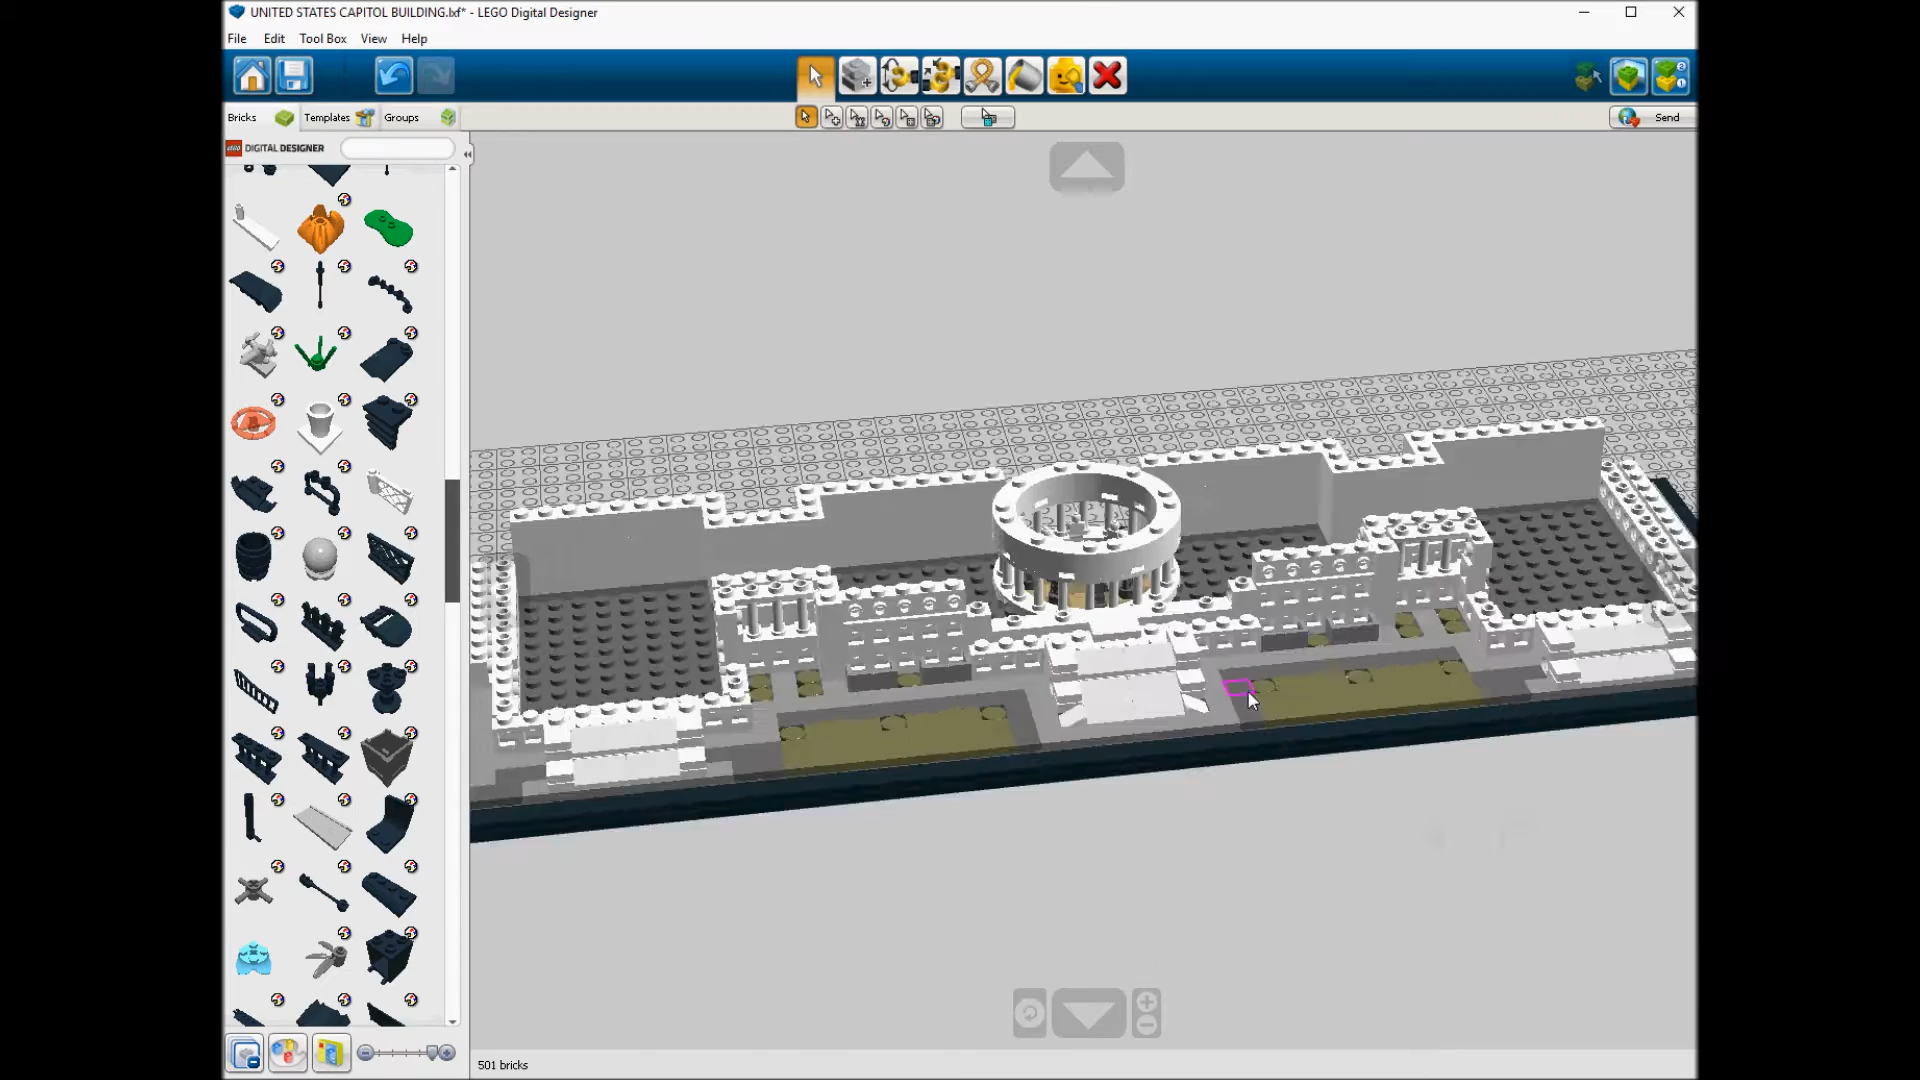 UNITED STATES CAPITOL BUILDING.lxf* - LEGO Digital Designer
File Edit Tool Box View Help
Bricks Templates Groups Send
LEGO DIGITAL DESIGNER
501 bricks